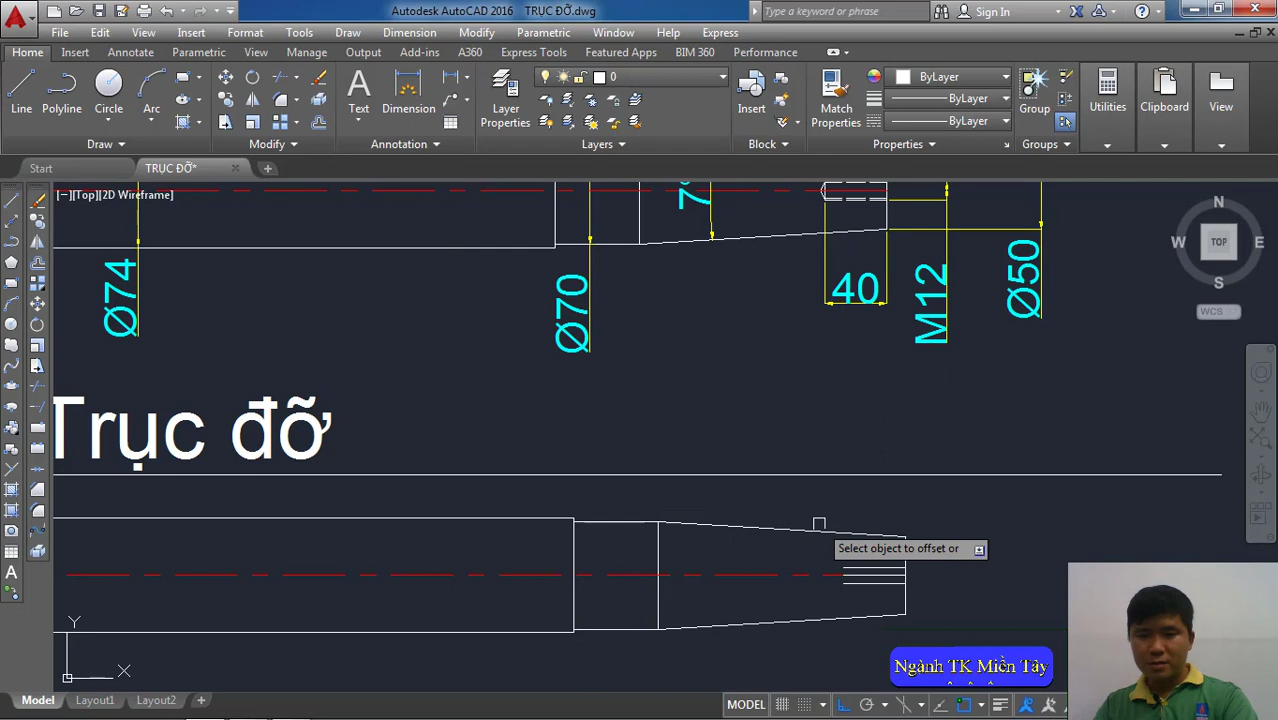 Autodesk AutoCAD 2016 TRỤC ĐỠ.dwg
Type a keyword or phrase
Sign In
File Edit View Insert Format Tools Draw Dimension Modify Parametric Window Help Express
Home Insert Annotate Parametric View Manage Output Add-ins A360 Express Tools Featured Apps BIM 360 Performance
Line Polyline Circle Arc Text Dimension Layer Properties 0 Insert Match Properties ByLayer ByLayer ByLayer Group Utilities Clipboard View
Draw Modify Annotation Layers Block Properties Groups
Start TRỤC ĐỠ*
[−][Top][2D Wireframe]
N
W TOP E
S
WCS
Ø74
Ø70
40
M12
Ø50
Trục đỡ
Select object to offset or
Y
X
Ngành TK Miền Tây
Model Layout1 Layout2 +
MODEL